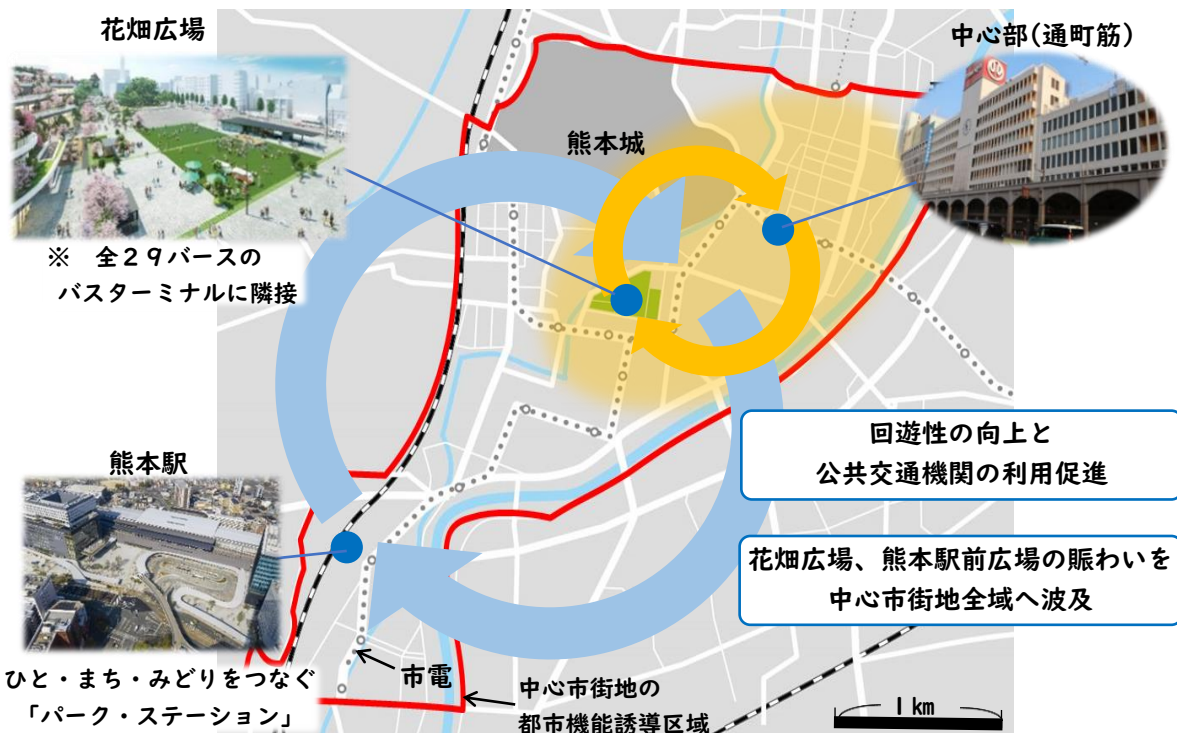 花畑広場
※ 全２９バースの
バスターミナルに隣接
中心部(通町筋)
熊本城
熊本駅
ひと・まち・みどりをつなぐ
「パーク・ステーション」
市電
中心市街地の
都市機能誘導区域
回遊性の向上と
公共交通機関の利用促進
花畑広場、熊本駅前広場の賑わいを
中心市街地全域へ波及
1km